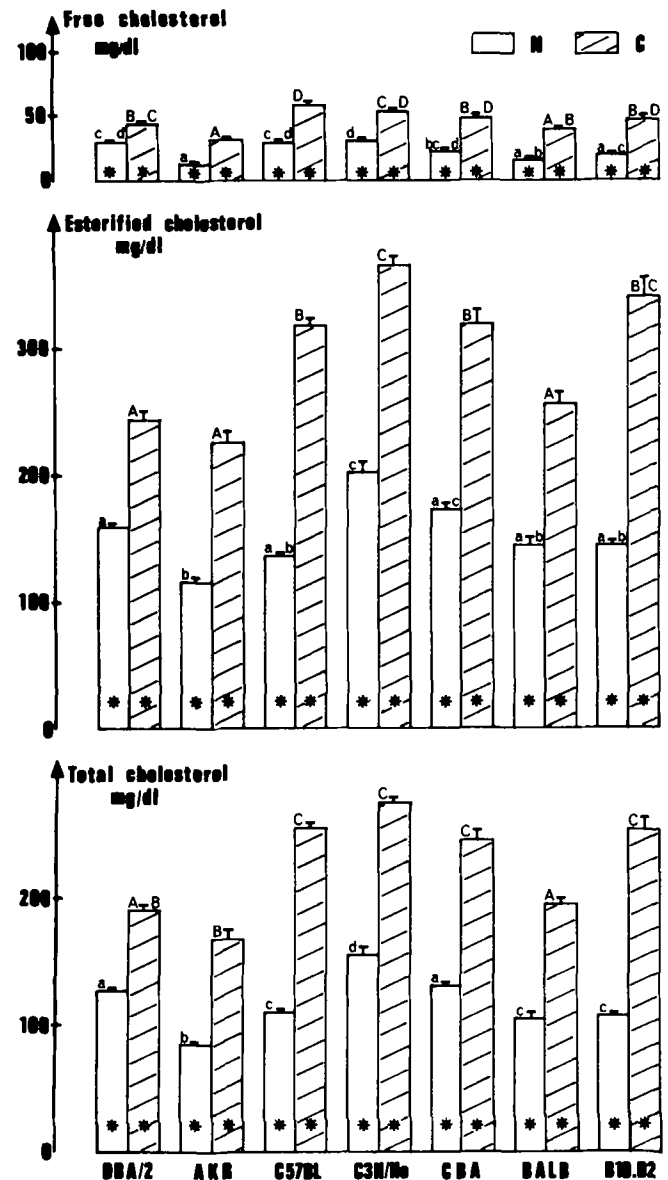 Free cholesterol
mg/dl
N C
100
50
0
c d B C a A c d D d C D bc d B D a b A B a c B D
* * * * * * * * * * * * * *
Esterified cholesterol
mg/dl
300
200
100
0
a A b A a b B c C a c B a b A a b B C
* * * * * * * * * * * * * *
Total cholesterol
mg/dl
200
100
0
a A B b B c C d C a C c A c C
* * * * * * * * * * * * * *
DBA/2 AKR C57BL C3H/He CBA BALB B10.D2